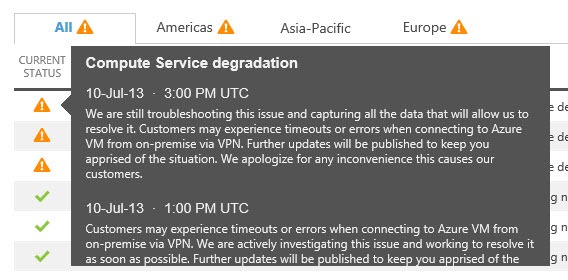 All Americas Asia-Pacific Europe
CURRENT
STATUS
Compute Service degradation
10-Jul-13 · 3:00 PM UTC
We are still troubleshooting this issue and capturing all the data that will allow us to
resolve it. Customers may experience timeouts or errors when connecting to Azure
VM from on-premise via VPN. Further updates will be published to keep you
apprised of the situation. We apologize for any inconvenience this causes our
customers.
10-Jul-13 · 1:00 PM UTC
Customers may experience timeouts or errors when connecting to Azure VM from
on-premise via VPN. We are actively investigating this issue and working to resolve it
as soon as possible. Further updates will be published to keep you apprised of the